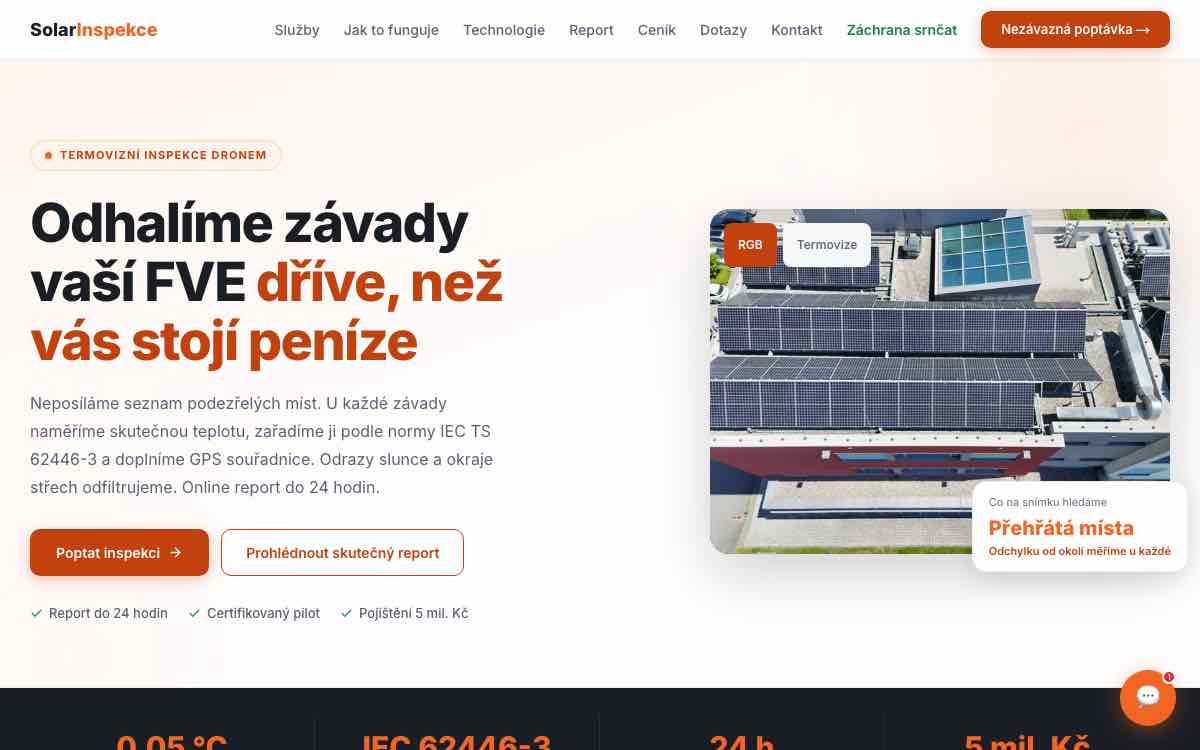 SolarInspekce
Služby
Jak to funguje
Technologie
Report
Ceník
Dotazy
Kontakt
Záchrana srnčat
Nezávazná poptávka →
TERMOVIZNÍ INSPEKCE DRONEM
Odhalíme závady
vaší FVE dříve, než
vás stojí peníze
Neposíláme seznam podezřelých míst. U každé závady
naměříme skutečnou teplotu, zařadíme ji podle normy IEC TS
62446-3 a doplníme GPS souřadnice. Odrazy slunce a okraje
střech odfiltrujeme. Online report do 24 hodin.
Poptat inspekci →
Prohlédnout skutečný report
✓ Report do 24 hodin
✓ Certifikovaný pilot
✓ Pojištění 5 mil. Kč
RGB
Termovize
Co na snímku hledáme
Přehřátá místa
Odchylku od okolí měříme u každé
1
0,05 °C
IEC 62446-3
24 h
5 mil. Kč